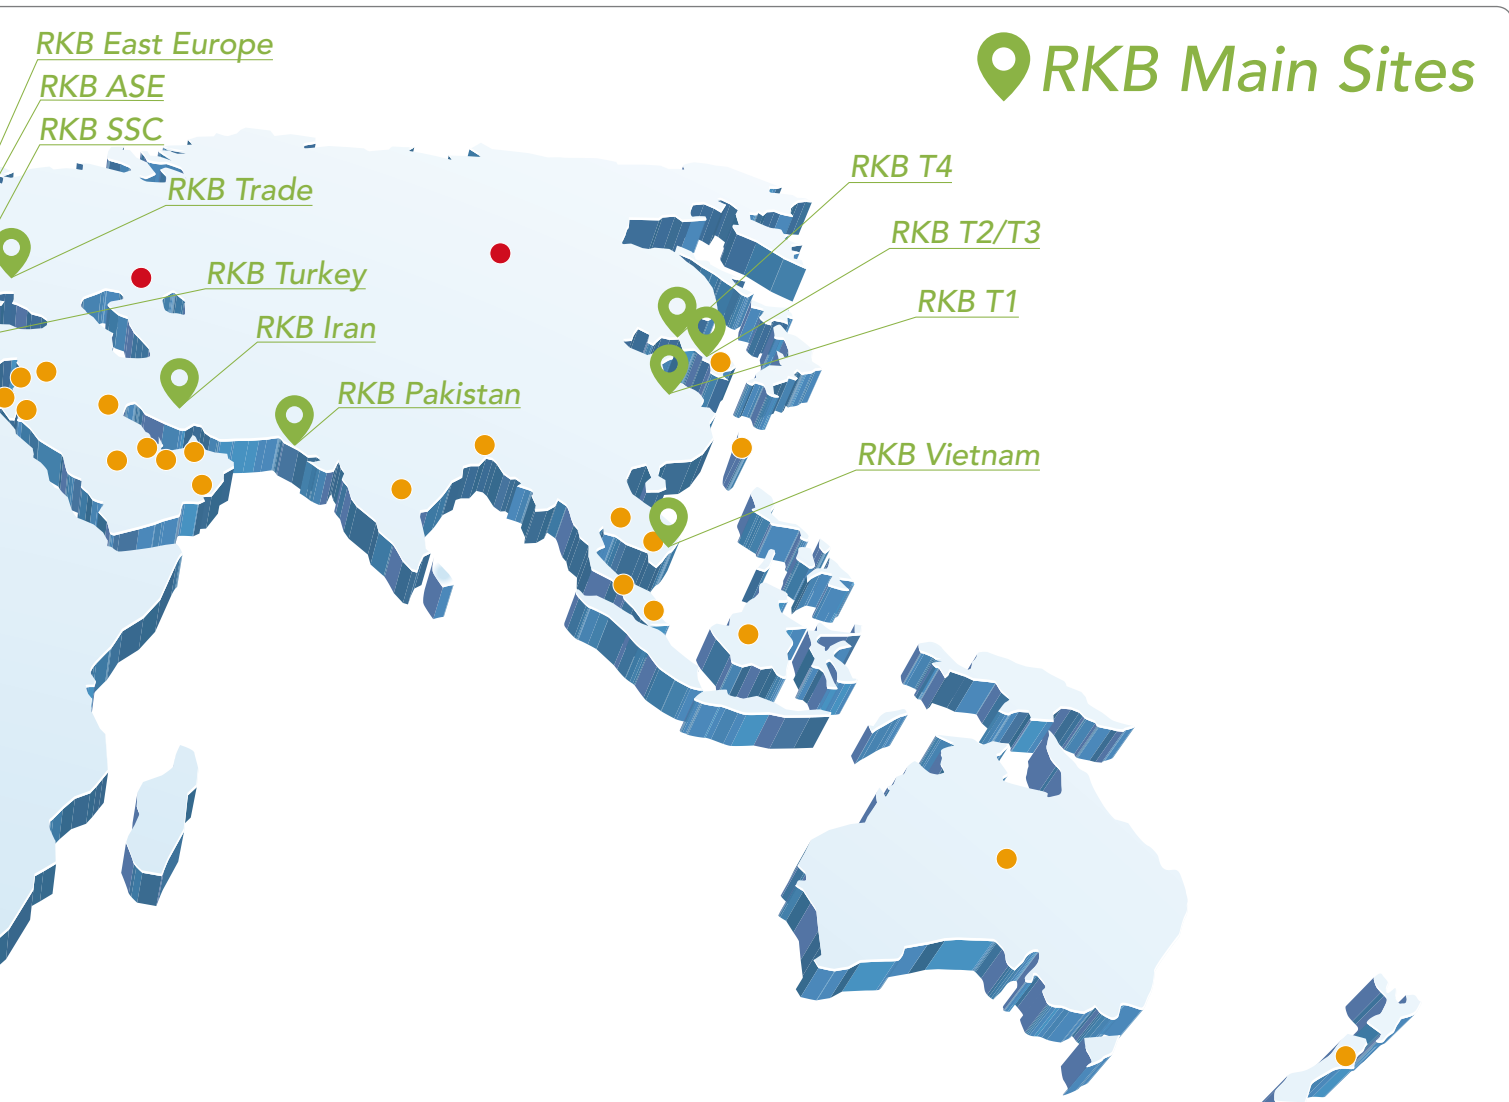 RKB East Europe
RKB Main Sites
RKB ASE
RKB SSC
RKB T4
RKB Trade
RKB T2/T3
RKB Turkey
RKB T1
RKB Iran
RKB Pakistan
RKB Vietnam